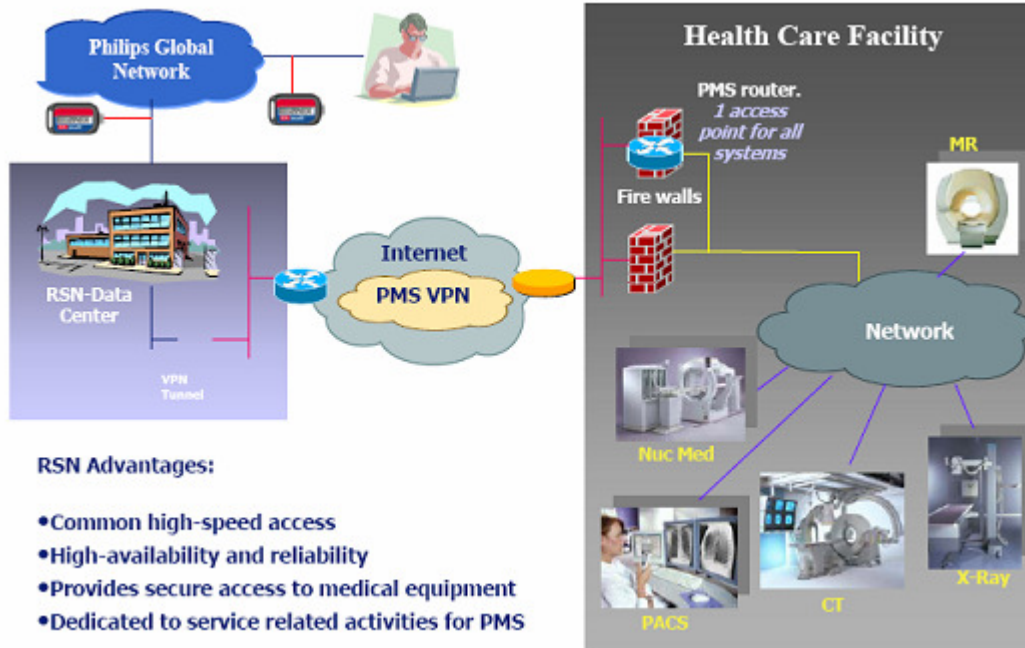 Philips Global
Network
Health Care Facility
PMS router.
1 access
point for all
systems
MR
Fire walls
Internet
PMS VPN
RSN-Data
Center
Network
VPN
Tunnel
Nuc Med
RSN Advantages:
•Common high-speed access
•High-availability and reliability
•Provides secure access to medical equipment
•Dedicated to service related activities for PMS
X-Ray
CT
PACS